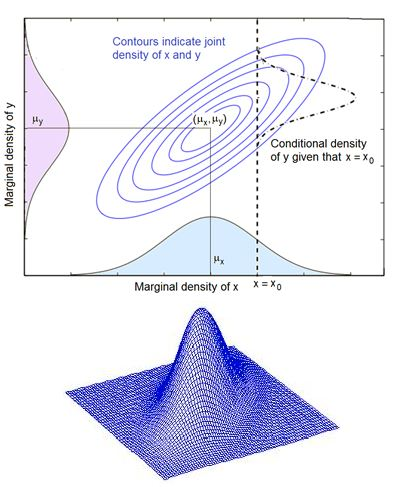 Contours indicate joint
density of x and y
Marginal density of y
μy
(μx, μy)
Conditional density
of y given that x = x0
μx
Marginal density of x
x = x0